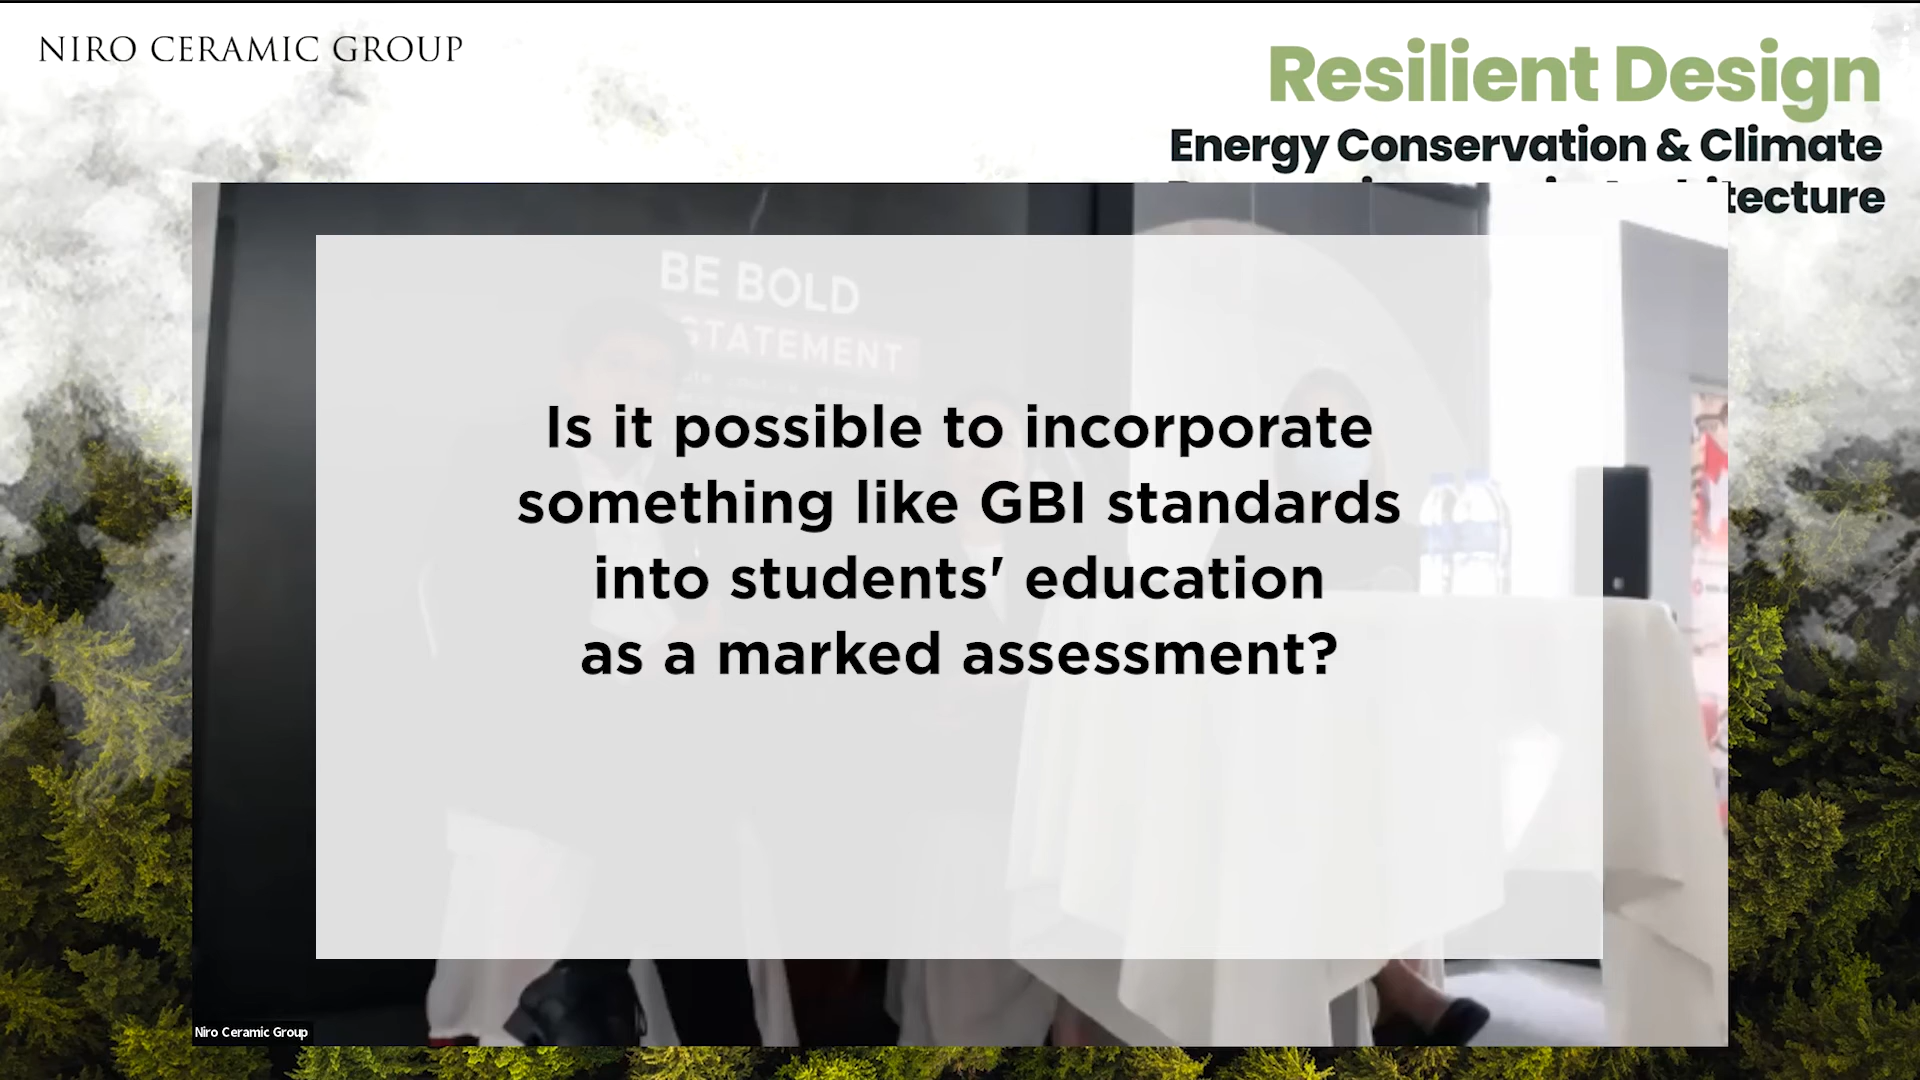 NIRO CERAMIC GROUP
Resilient Design
Energy Conservation & Climate
tecture
BE BOLD
STATEMENT
Is it possible to incorporate
something like GBI standards
into students' education
as a marked assessment?
Niro Ceramic Group